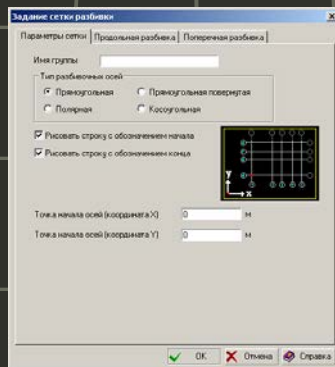 Задание сетки разбивки
Параметры сетки Продольная разбивка Поперечная разбивка
Имя группы
Тип разбивочных осей
Прямоугольная Прямоугольная повернутая
Полярная Косоугольная
Рисовать строку с обозначением начала
Рисовать строку с обозначением конца
y
x
Точка начала осей (координата X) 0 м
Точка начала осей (координата Y) 0 м
OK Отмена Справка